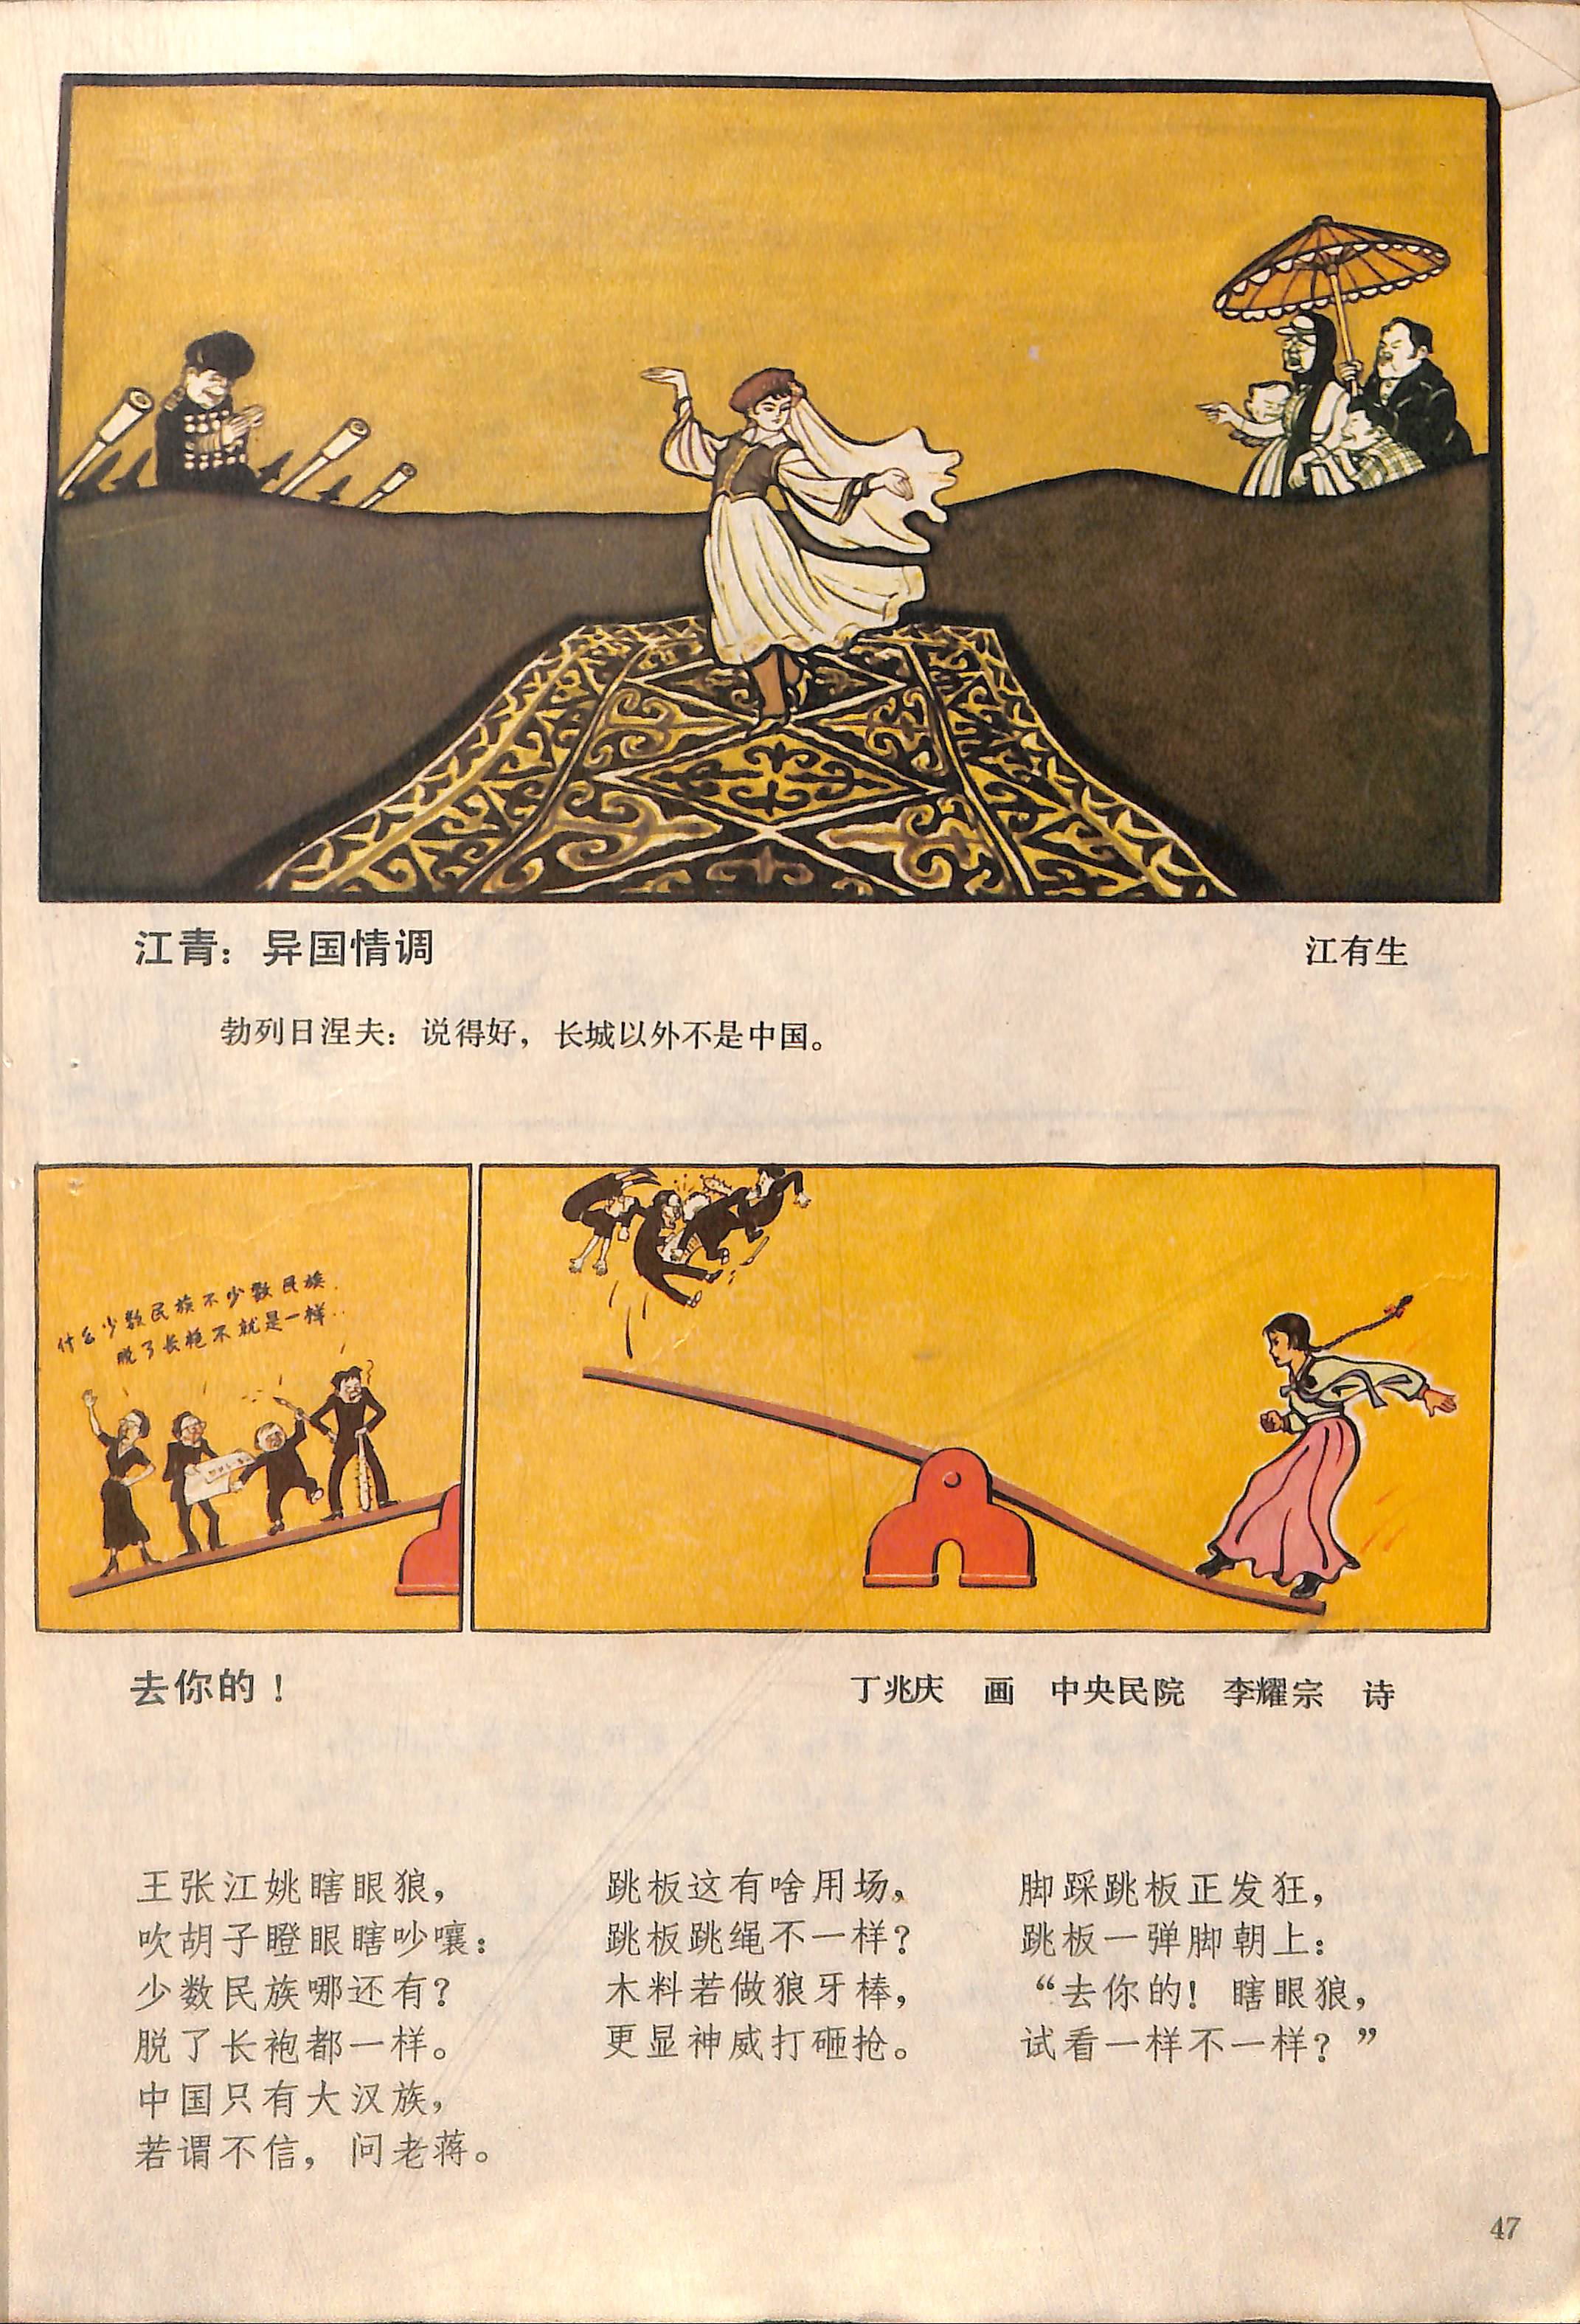 江青：异国情调
江有生
勃列日涅夫：说得好，长城以外不是中国。
什么少数民族不少数民族
脱了长袍不就是一样…
去你的！
丁兆庆 画 中央民院 李耀宗 诗
王张江姚瞎眼狼，
吹胡子瞪眼瞎吵嚷：
少数民族哪还有？
脱了长袍都一样。
中国只有大汉族，
若谓不信，问老蒋。
跳板这有啥用场，
跳板跳绳不一样？
木料若做狼牙棒，
更显神威打砸抢。
脚踩跳板正发狂，
跳板一弹脚朝上：
“去你的！瞎眼狼，
试看一样不一样？”
47